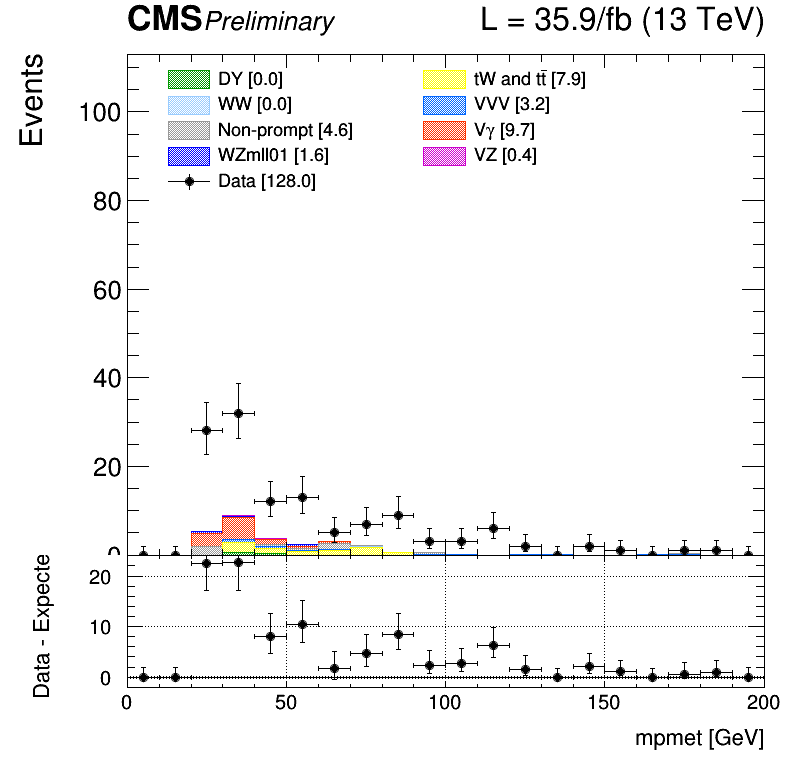 CMS Preliminary L = 35.9/fb (13 TeV)
Events
DY [0.0] tW and tt̄ [7.9]
WW [0.0] VVV [3.2]
Non-prompt [4.6] Vγ [9.7]
WZmll01 [1.6] VZ [0.4]
Data [128.0]
100
80
60
40
20
0
Data - Expecte
20
10
0
0 50 100 150 200
mpmet [GeV]